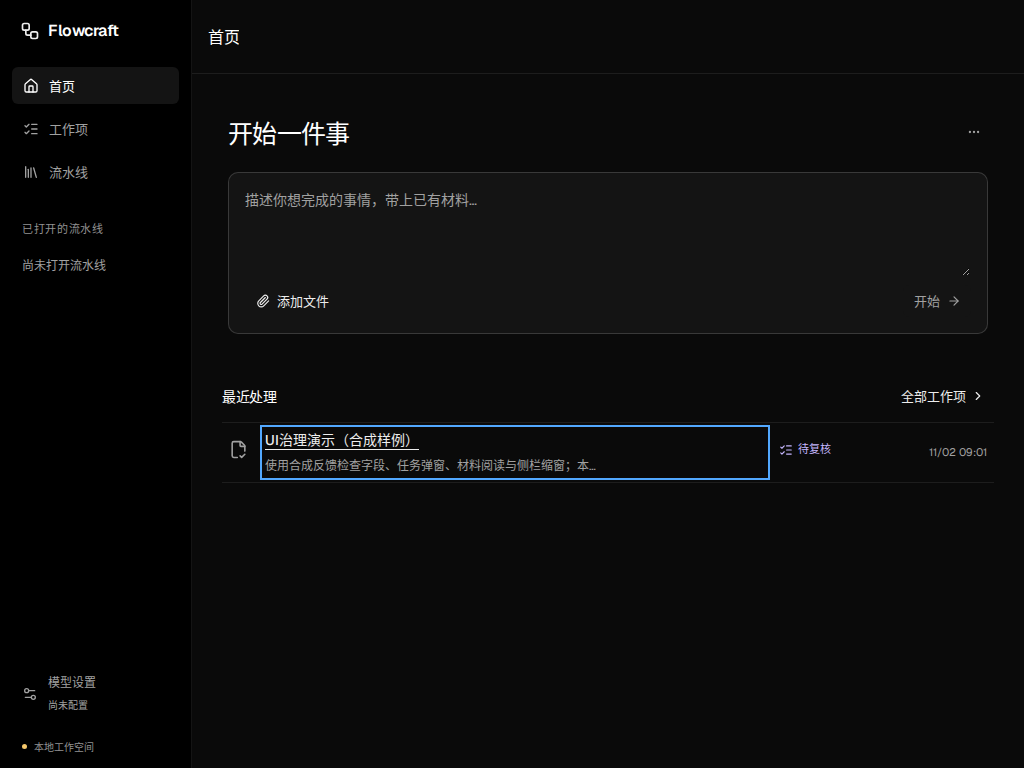 Flowcraft
首页
工作项
流水线
已打开的流水线
尚未打开流水线
模型设置
尚未配置
本地工作空间
首页
开始一件事
描述你想完成的事情，带上已有材料…
添加文件
开始
最近处理
全部工作项
UI治理演示（合成样例）
使用合成反馈检查字段、任务弹窗、材料阅读与侧栏缩窗；本…
待复核
11/02 09:01